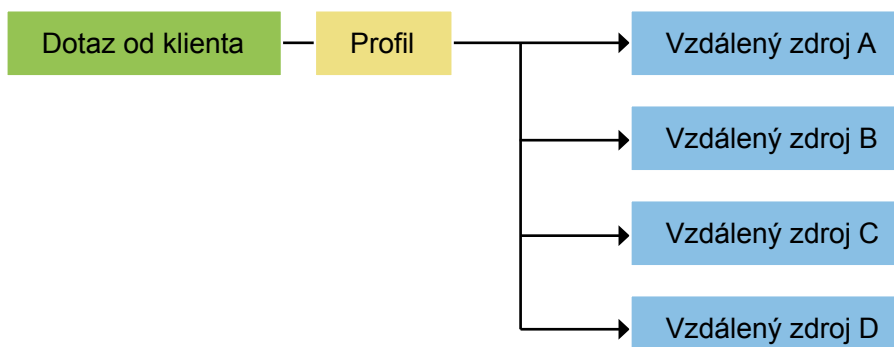 Dotaz od klienta
Profil
Vzdálený zdroj A
Vzdálený zdroj B
Vzdálený zdroj C
Vzdálený zdroj D